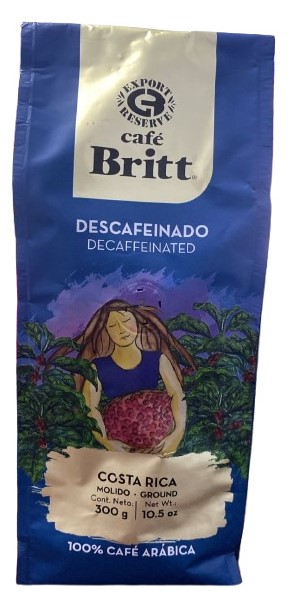 EXPORT
RESERVE
café
Britt®
DESCAFEINADO
DECAFFEINATED
COSTA RICA
MOLIDO - GROUND
Cont. Neto: Net Wt.:
300 g 10.5 oz
100% CAFÉ ARÁBICA